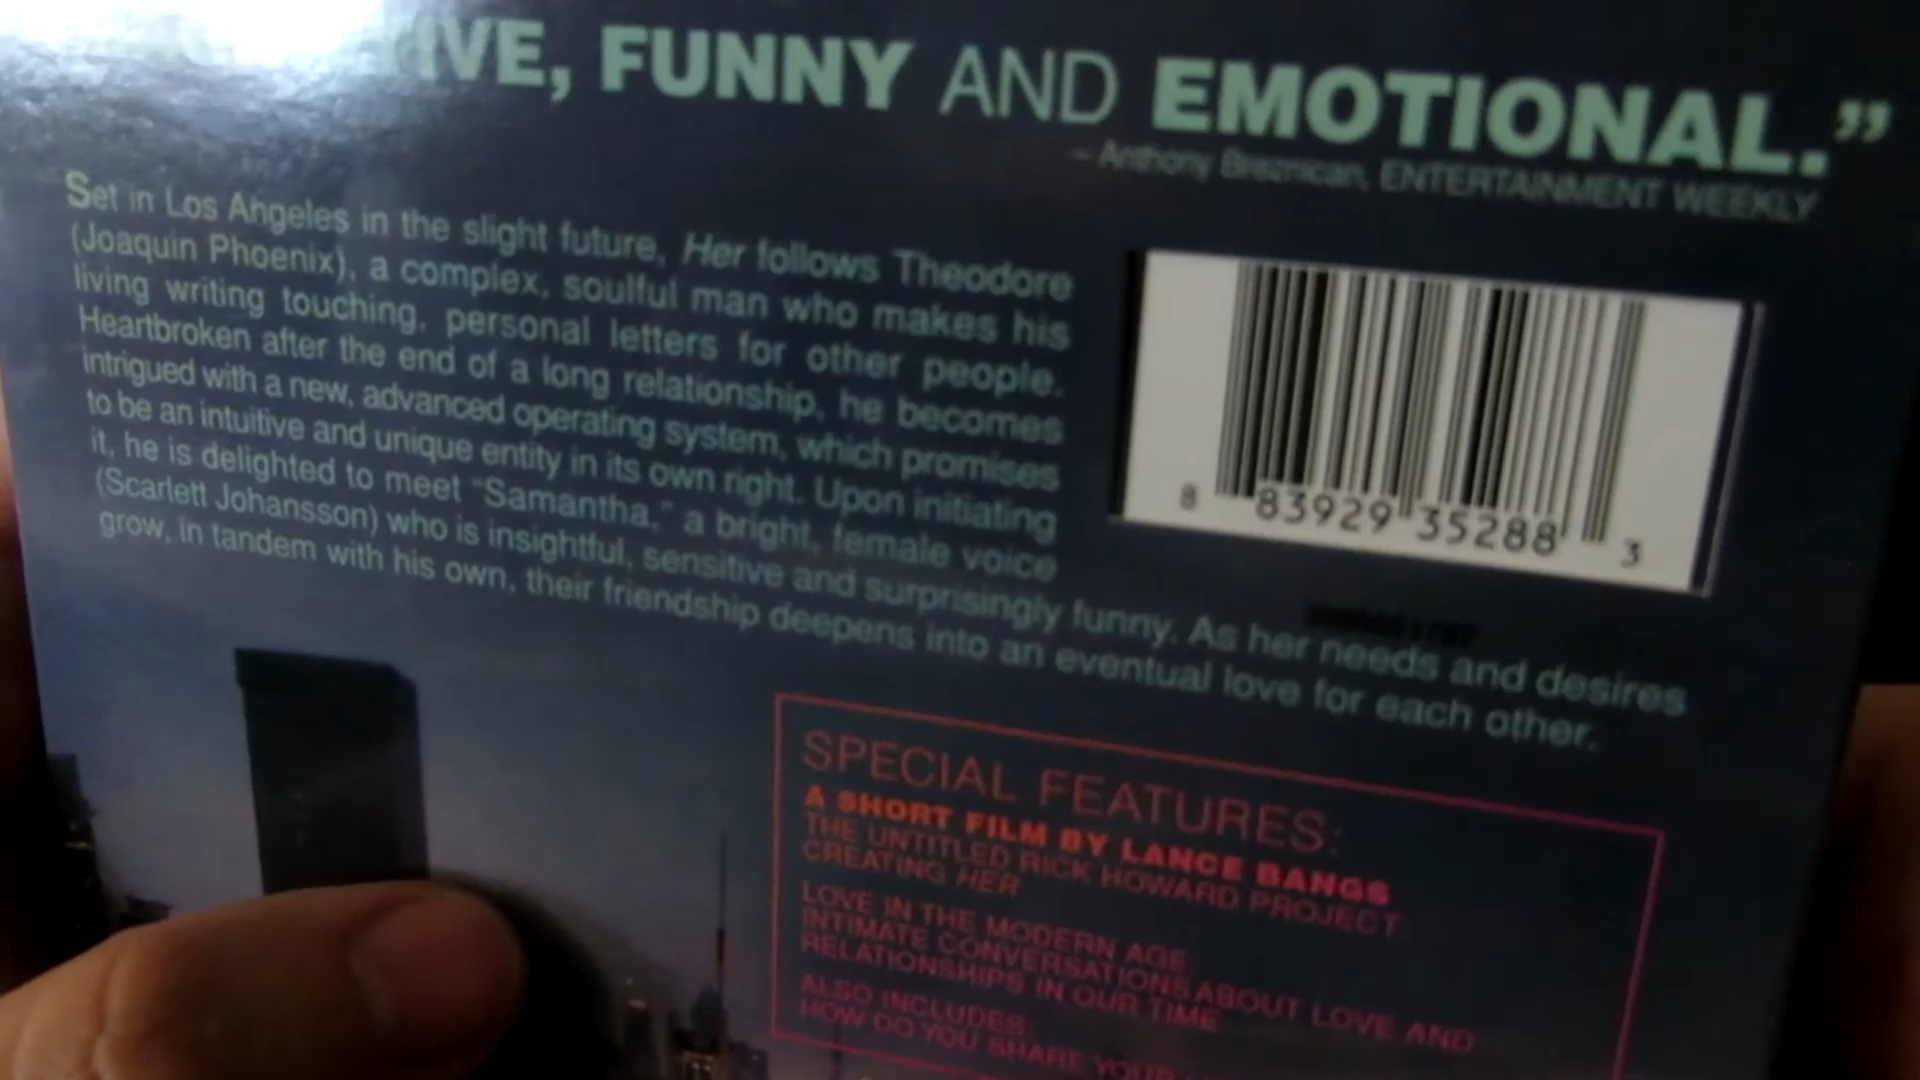 IVE, FUNNY AND EMOTIONAL.”
– Anthony Breznican, ENTERTAINMENT WEEKLY
Set in Los Angeles in the slight future, Her follows Theodore
(Joaquin Phoenix), a complex, soulful man who makes his
living writing touching, personal letters for other people.
Heartbroken after the end of a long relationship, he becomes
intrigued with a new, advanced operating system, which promises
to be an intuitive and unique entity in its own right. Upon initiating
it, he is delighted to meet "Samantha," a bright, female voice
(Scarlett Johansson) who is insightful, sensitive and surprisingly funny. As her needs and desires
grow, in tandem with his own, their friendship deepens into an eventual love for each other.
8 83929 35288 3
SPECIAL FEATURES:
A SHORT FILM BY LANCE BANGS
THE UNTITLED RICK HOWARD PROJECT:
CREATING HER
LOVE IN THE MODERN AGE
INTIMATE CONVERSATIONS ABOUT LOVE AND
RELATIONSHIPS IN OUR TIME
ALSO INCLUDES:
HOW DO YOU SHARE YOUR